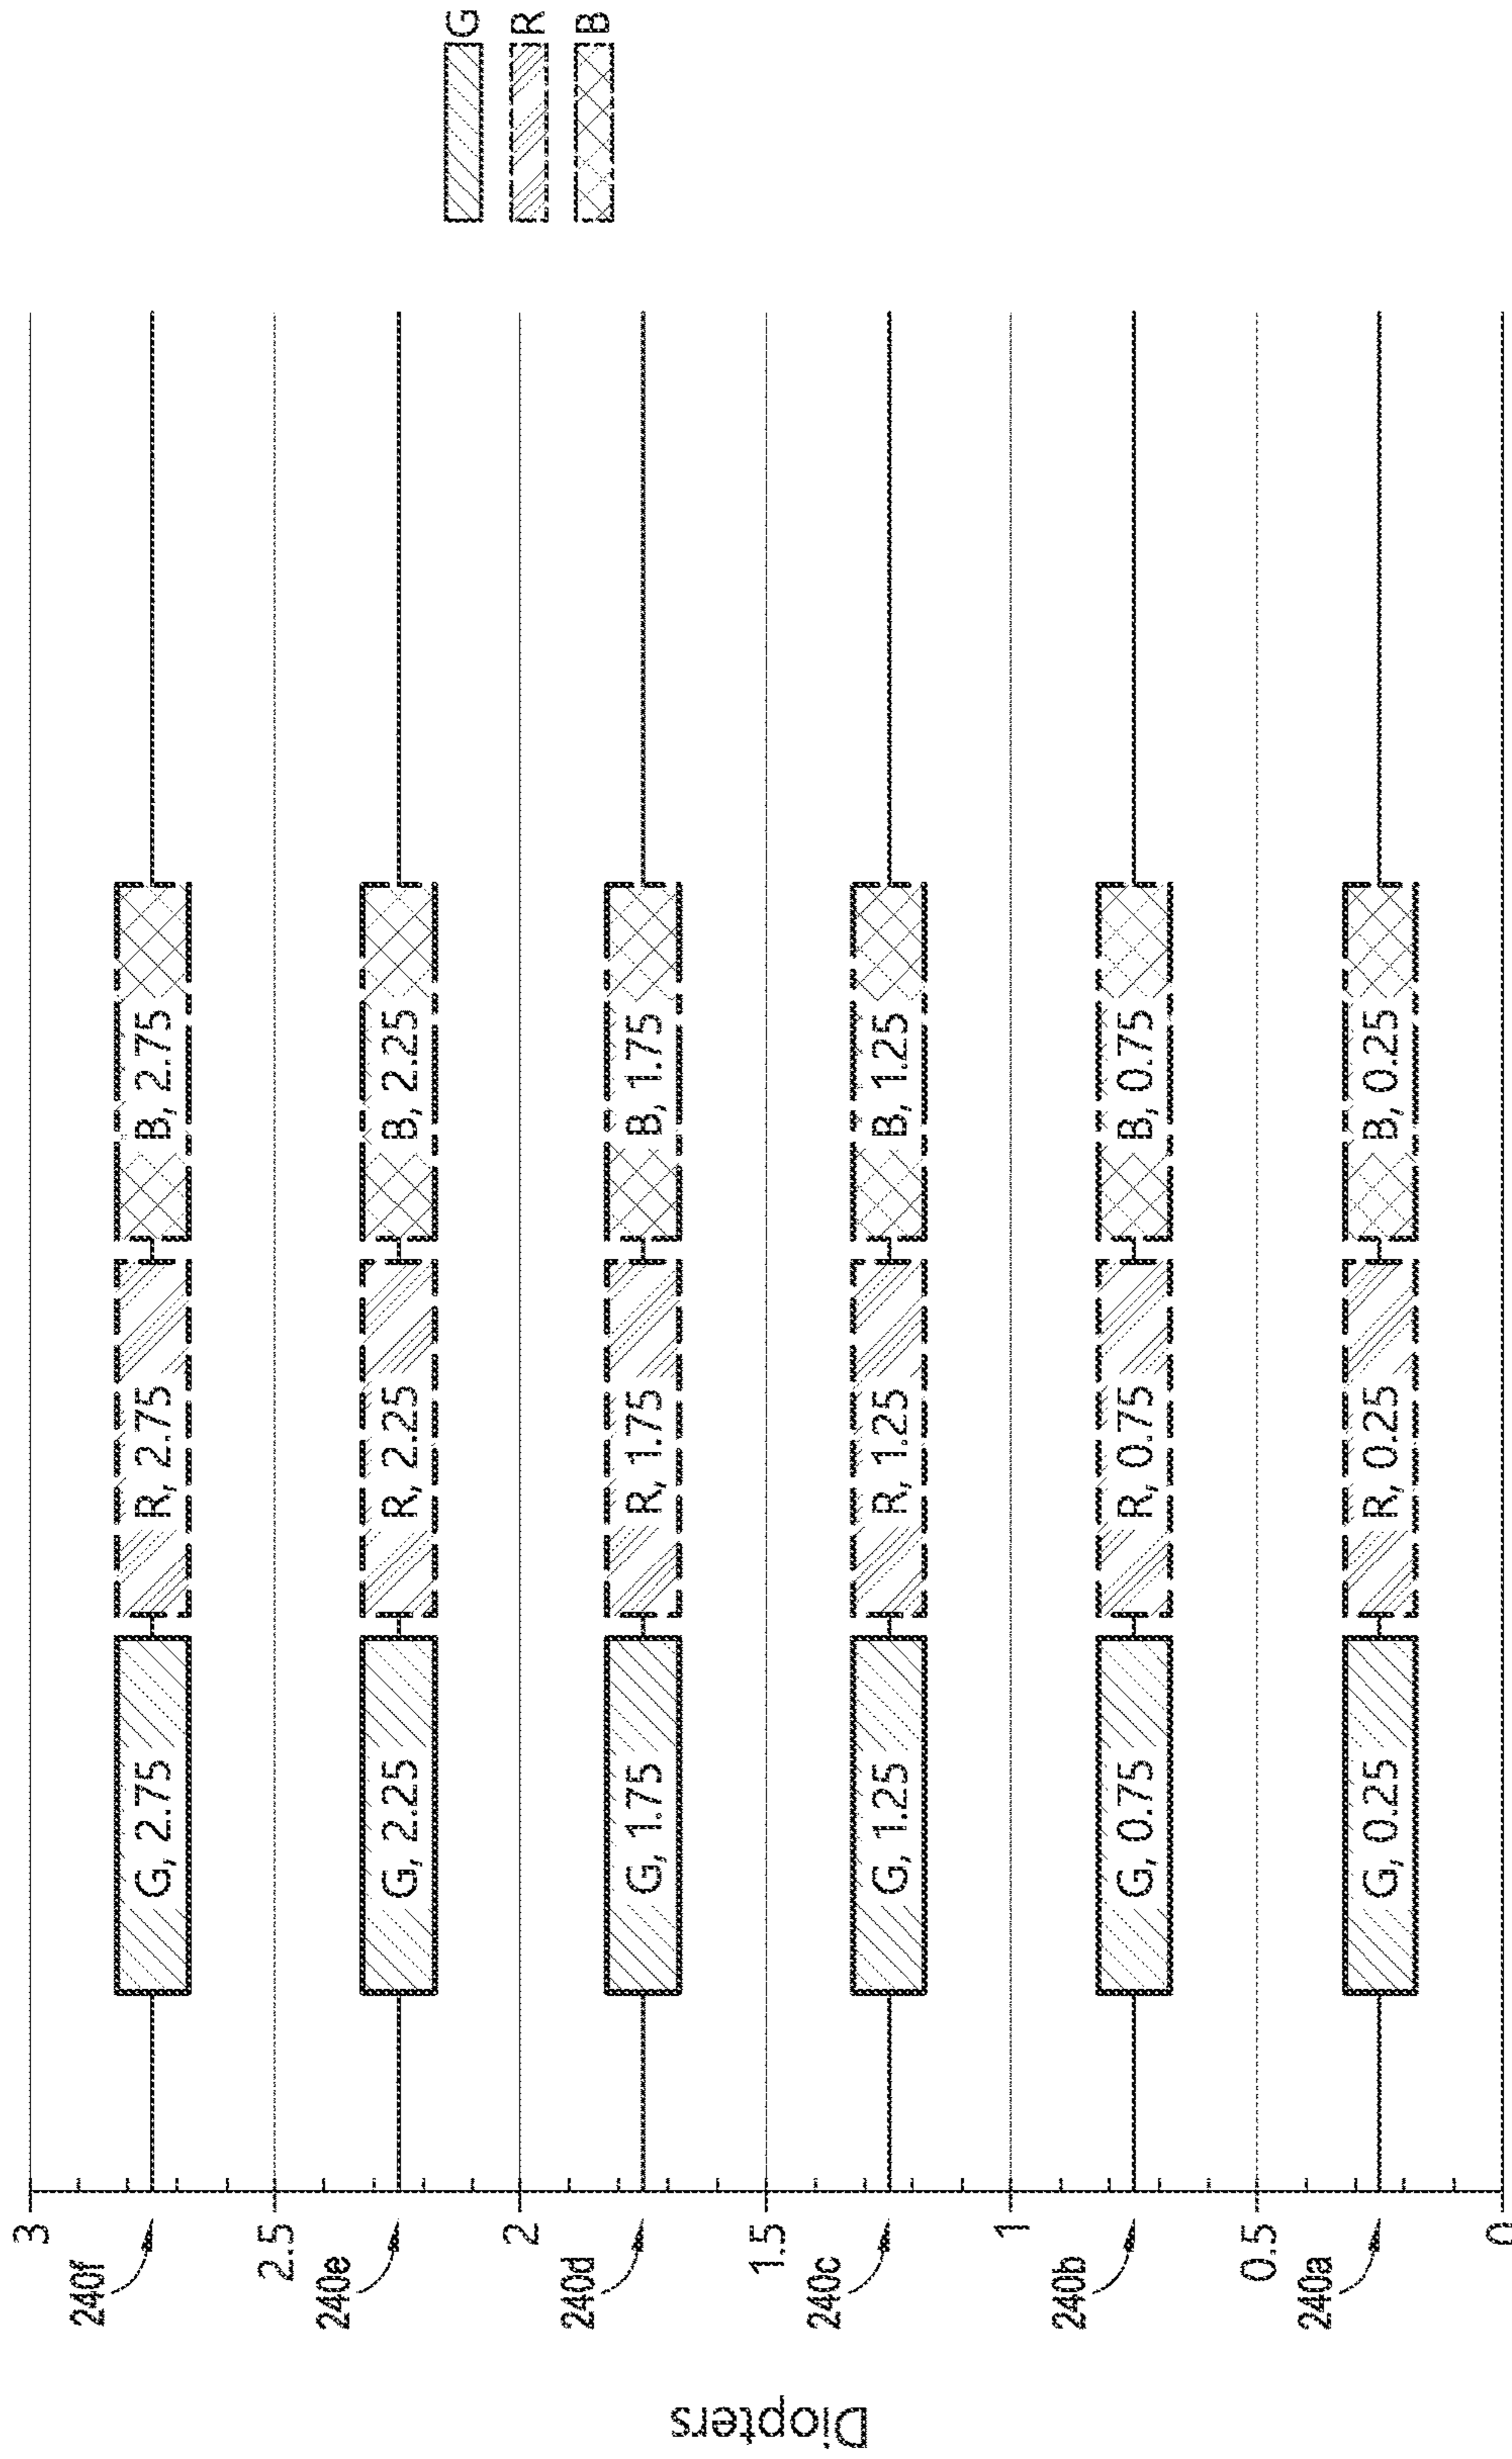 Diopters
3
240f
G, 2.75 R, 2.75 B, 2.75
2.5
240e
G, 2.25 R, 2.25 B, 2.25
2
240d
G, 1.75 R, 1.75 B, 1.75
1.5
240c
G, 1.25 R, 1.25 B, 1.25
1
240b
G, 0.75 R, 0.75 B, 0.75
0.5
240a
G, 0.25 R, 0.25 B, 0.25
0
G
R
B